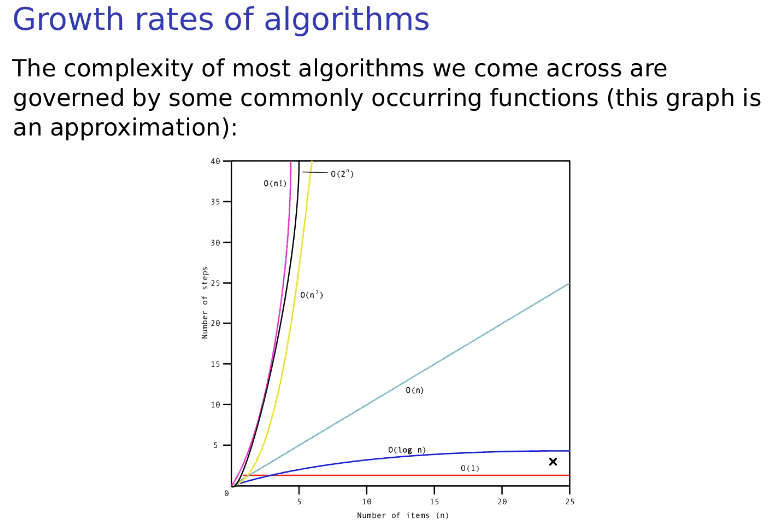 Growth rates of algorithms
The complexity of most algorithms we come across are
governed by some commonly occurring functions (this graph is
an approximation):
40
35
30
25
20
15
10
5
0
5
10
15
20
25
Number of steps
Number of items (n)
O(n!)
O(2ⁿ)
O(n²)
O(n)
O(log n)
O(1)